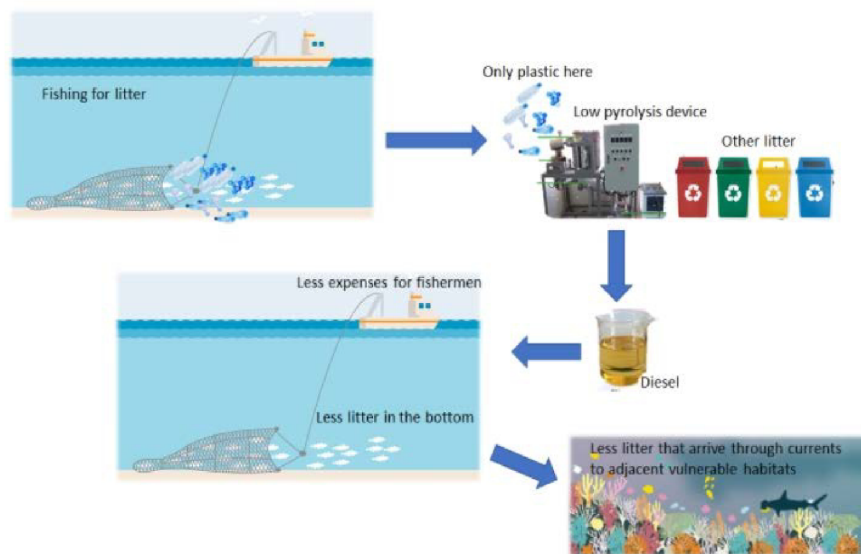 Fishing for litter
Only plastic here
Low pyrolysis device
Other litter
Diesel
Less expenses for fishermen
Less litter in the bottom
Less litter that arrive through currents
to adjacent vulnerable habitats